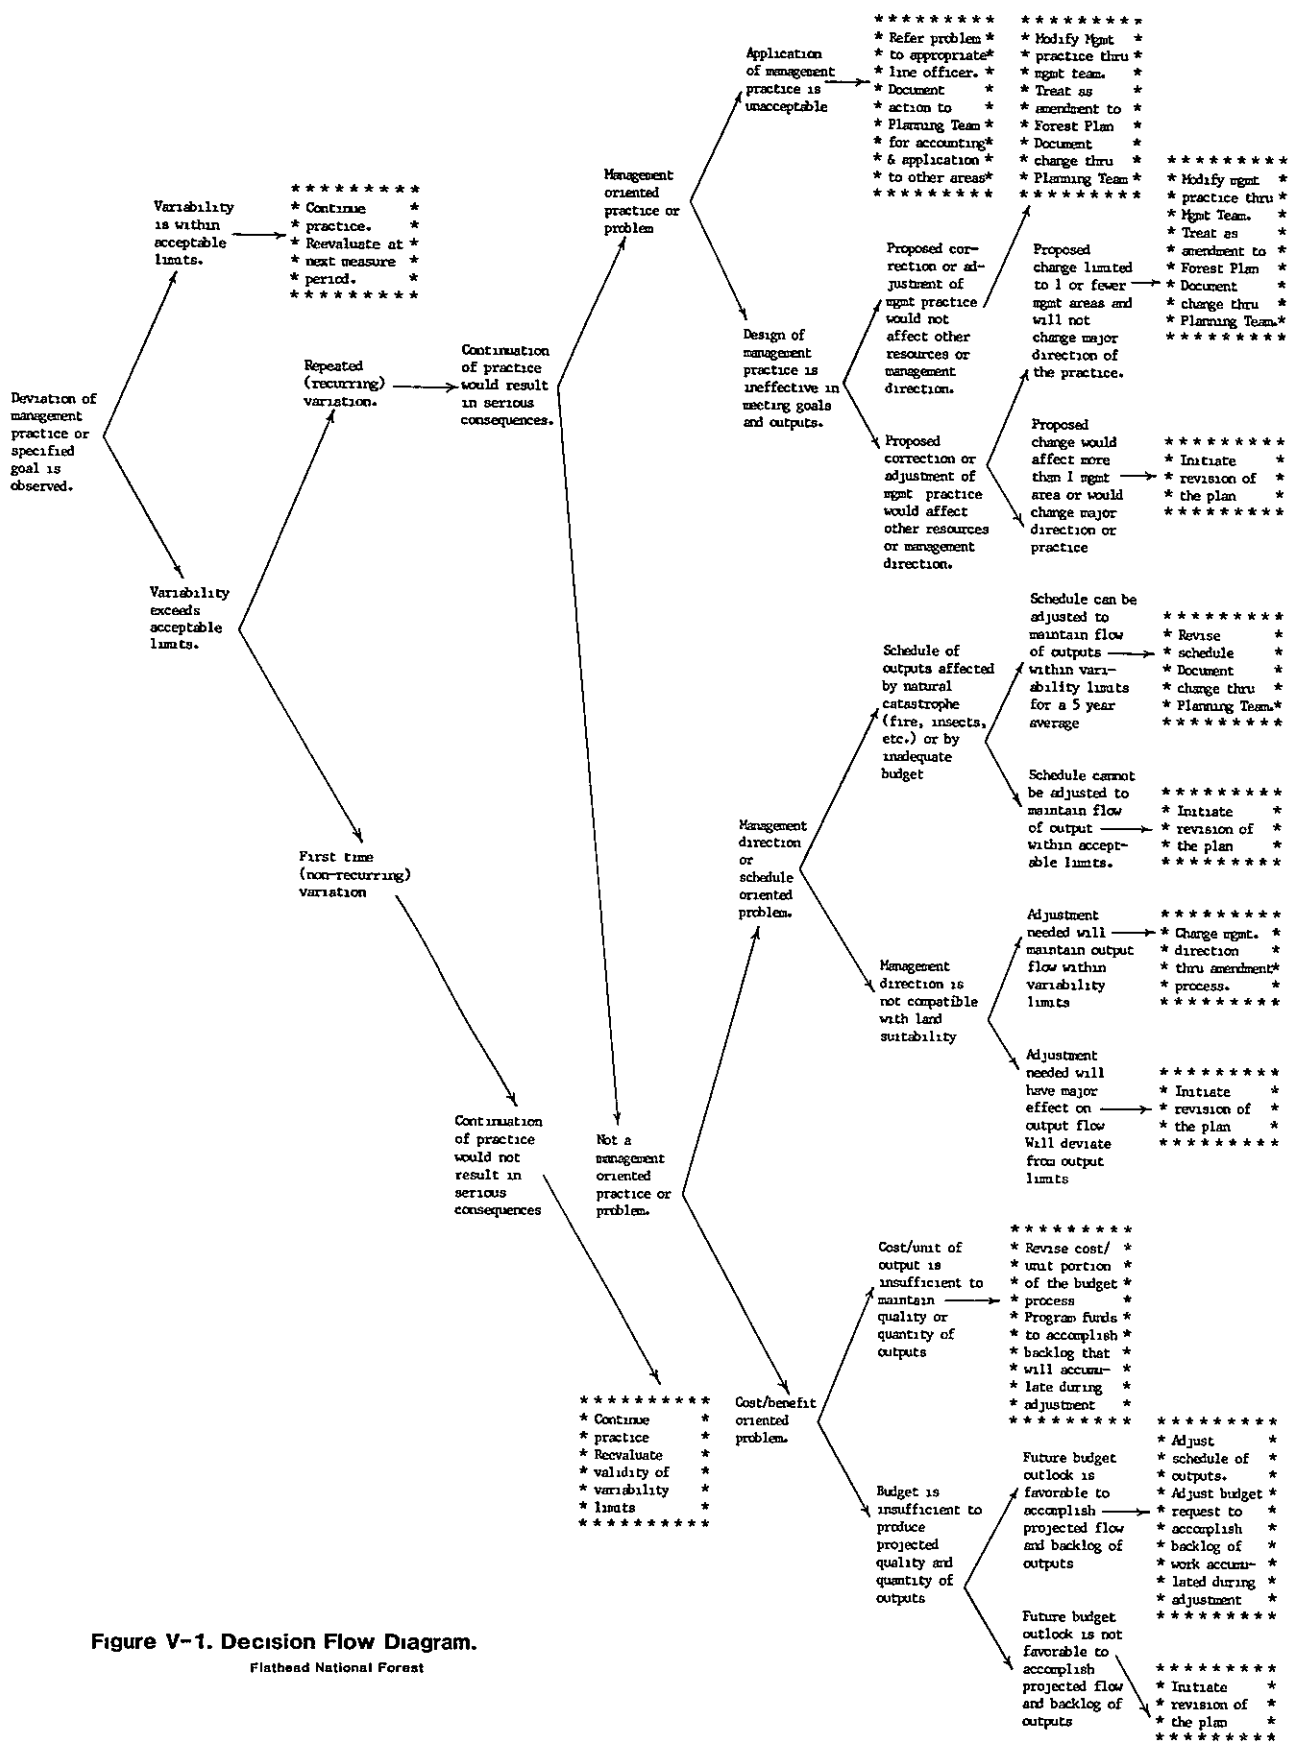 * * * * * * * * *
* Refer problem *
* to appropriate*
* line officer. *
* Document *
* action to *
* Planning Team *
* for accounting*
* & application *
* to other areas*
* * * * * * * * *
* * * * * * * * *
* Modify Mgmt *
* practice thru *
* mgmt team. *
* Treat as *
* amendment to *
* Forest Plan *
* Document *
* change thru *
* Planning Team *
* * * * * * * * *
Application
of management
practice is
unacceptable
Management
oriented
practice or
problem
Variability
is within
acceptable
limits.
* * * * * * * * *
* Continue *
* practice. *
* Reevaluate at *
* next measure *
* period. *
* * * * * * * * *
* * * * * * * * *
* Modify mgmt *
* practice thru *
* Mgmt Team. *
* Treat as *
* amendment to *
* Forest Plan *
* Document *
* change thru *
* Planning Team.*
* * * * * * * * *
Proposed cor-
rection or ad-
justment of
mgmt practice
would not
affect other
resources or
management
direction.
Proposed
change limited
to 1 or fewer
mgmt areas and
will not
change major
direction of
the practice.
Design of
management
practice is
ineffective in
meeting goals
and outputs.
Repeated
(recurring)
variation.
Continuation
of practice
would result
in serious
consequences.
Deviation of
management
practice or
specified
goal is
observed.
Proposed
correction or
adjustment of
mgmt practice
would affect
other resources
or management
direction.
Proposed
change would
affect more
than 1 mgmt
area or would
change major
direction or
practice
* * * * * * * * *
* Initiate *
* revision of *
* the plan *
* * * * * * * * *
Variability
exceeds
acceptable
limits.
Schedule of
outputs affected
by natural
catastrophe
(fire, insects,
etc.) or by
inadequate
budget
Schedule can be
adjusted to
maintain flow
of outputs
within vari-
ability limits
for a 5 year
average
* * * * * * * * *
* Revise *
* schedule *
* Document *
* change thru *
* Planning Team.*
* * * * * * * * *
Schedule cannot
be adjusted to
maintain flow
of output
within accept-
able limits.
* * * * * * * * *
* Initiate *
* revision of *
* the plan *
* * * * * * * * *
Management
direction
or
schedule
oriented
problem.
First time
(non-recurring)
variation
Management
direction is
not compatible
with land
suitability
Adjustment
needed will
maintain output
flow within
variability
limits
* * * * * * * * *
* Change mgmt. *
* direction *
* thru amendment*
* process. *
* * * * * * * * *
Adjustment
needed will
have major
effect on
output flow
Will deviate
from output
limits
* * * * * * * * *
* Initiate *
* revision of *
* the plan *
* * * * * * * * *
Continuation
of practice
would not
result in
serious
consequences
Not a
management
oriented
practice or
problem.
Cost/unit of
output is
insufficient to
maintain
quality or
quantity of
outputs
* * * * * * * * *
* Revise cost/ *
* unit portion *
* of the budget *
* process *
* Program funds *
* to accomplish *
* backlog that *
* will accumu- *
* late during *
* adjustment *
* * * * * * * * *
* * * * * * * * * *
* Continue *
* practice *
* Reevaluate *
* validity of *
* variability *
* limits *
* * * * * * * * * *
Cost/benefit
oriented
problem.
Budget is
insufficient to
produce
projected
quality and
quantity of
outputs
Future budget
outlook is
favorable to
accomplish
projected flow
and backlog of
outputs
* * * * * * * * *
* Adjust *
* schedule of *
* outputs. *
* Adjust budget *
* request to *
* accomplish *
* backlog of *
* work accumu- *
* lated during *
* adjustment *
* * * * * * * * *
Future budget
outlook is not
favorable to
accomplish
projected flow
and backlog of
outputs
* * * * * * * * *
* Initiate *
* revision of *
* the plan *
* * * * * * * * *
Figure V-1. Decision Flow Diagram.
Flathead National Forest